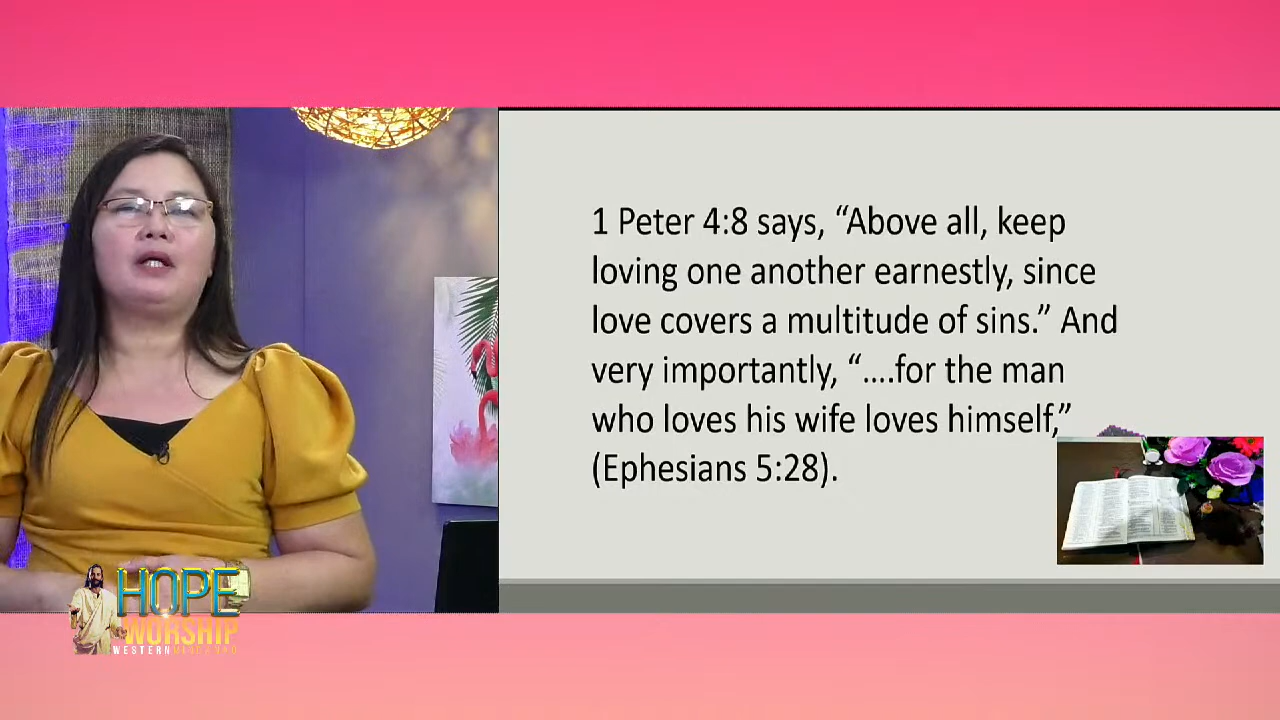 1 Peter 4:8 says, “Above all, keep
loving one another earnestly, since
love covers a multitude of sins.” And
very importantly, “....for the man
who loves his wife loves himself,”
(Ephesians 5:28).
HOPE
WORSHIP
WESTERN